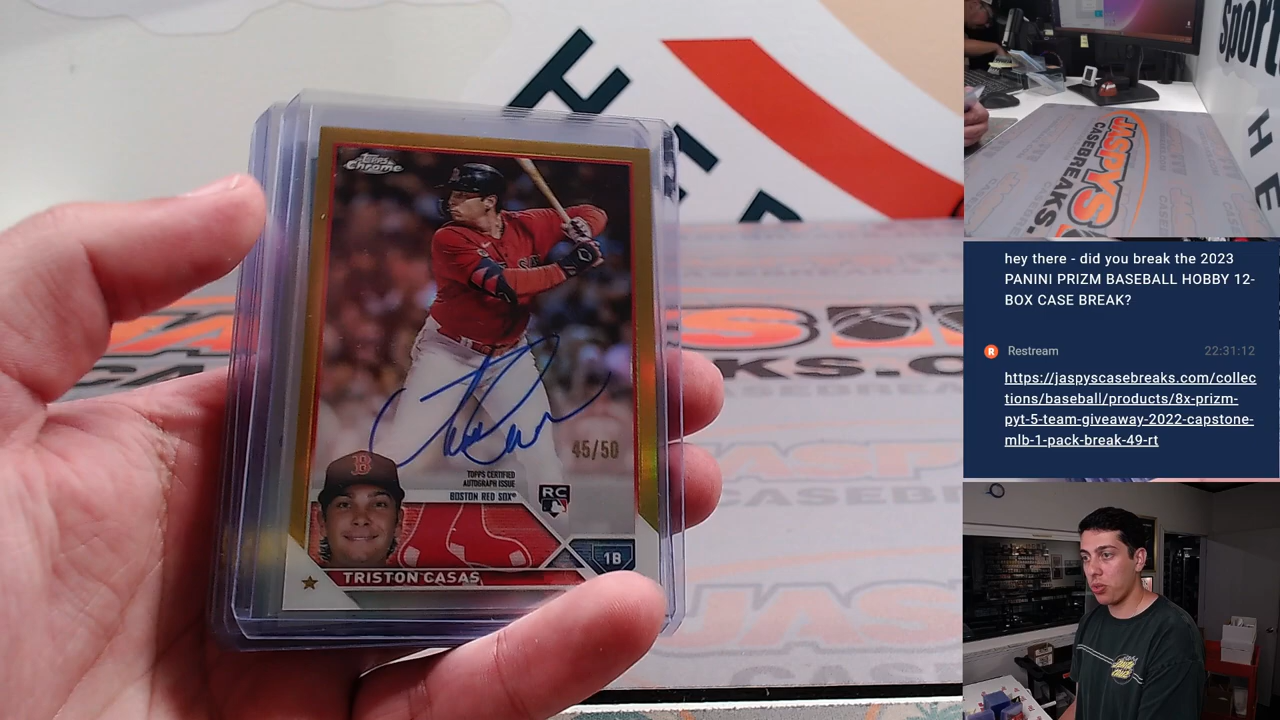 TOPPS
Chrome
45/50
TOPPS CERTIFIED
AUTOGRAPH ISSUE
BOSTON RED SOX
RC
1B
TRISTON CASAS
B
JASPYS
CASEBREAKS.
sport
hey there - did you break the 2023
PANINI PRIZM BASEBALL HOBBY 12-
BOX CASE BREAK?
R Restream 22:31:12
https://jaspyscasebreaks.com/collec
tions/baseball/products/8x-prizm-
pyt-5-team-giveaway-2022-capstone-
mlb-1-pack-break-49-rt